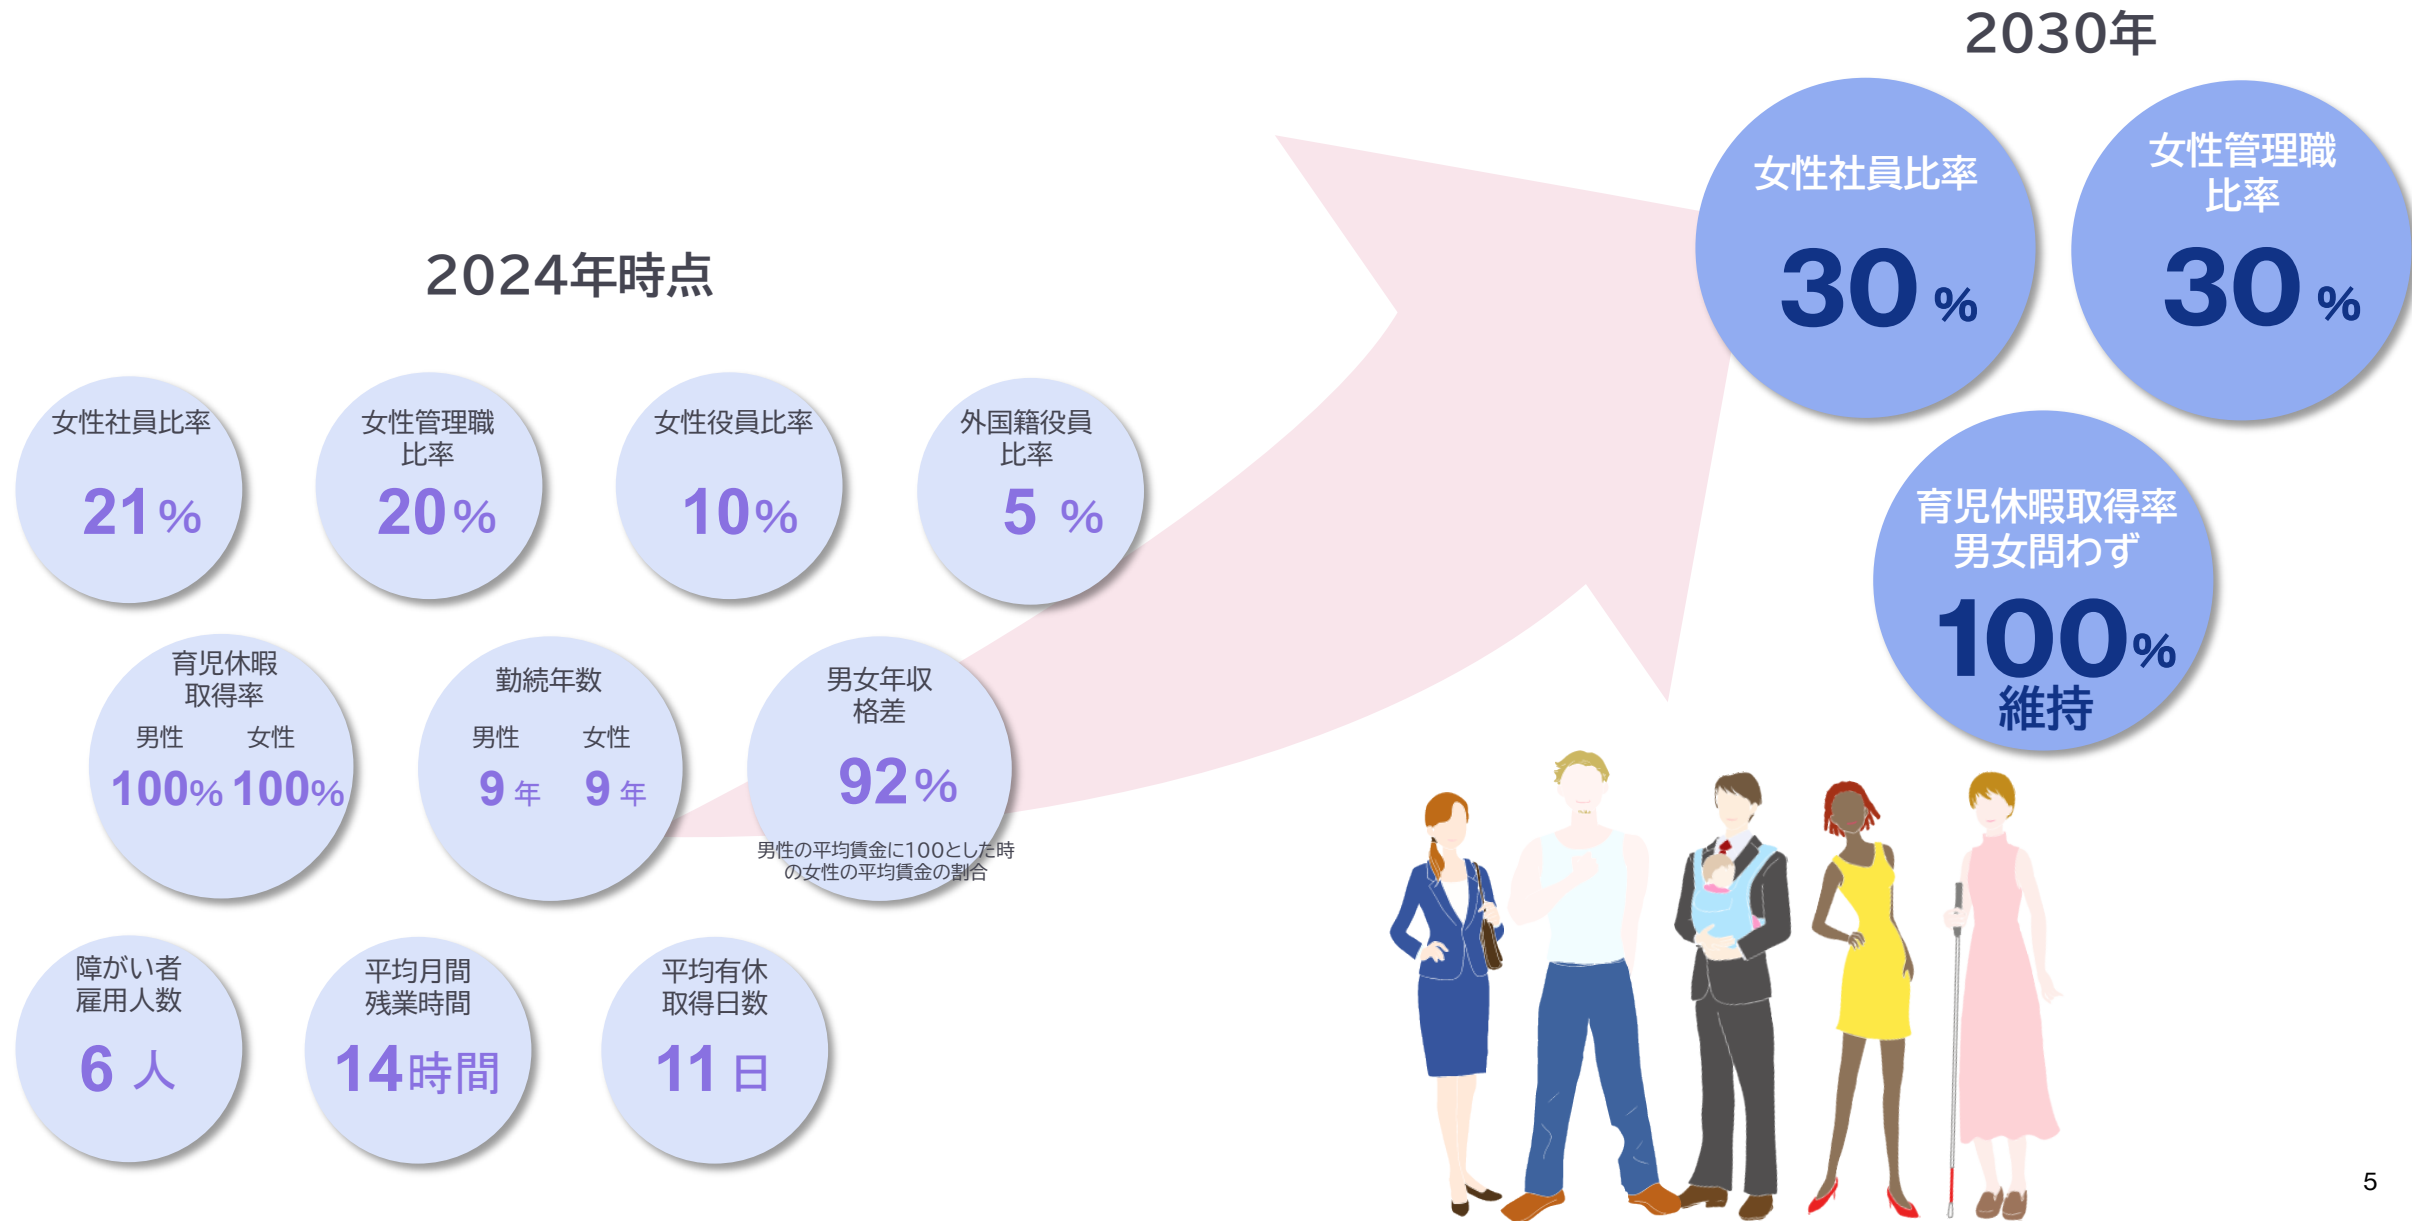 2030年
女性社員比率
30 %
女性管理職
比率
30 %
育児休暇取得率
男女問わず
100%
維持
2024年時点
女性社員比率
21%
女性管理職
比率
20%
女性役員比率
10%
外国籍役員
比率
5 %
育児休暇
取得率
男性 女性
100% 100%
勤続年数
男性 女性
9年 9年
男女年収
格差
92%
男性の平均賃金に100とした時
の女性の平均賃金の割合
障がい者
雇用人数
6 人
平均月間
残業時間
14時間
平均有休
取得日数
11日
5